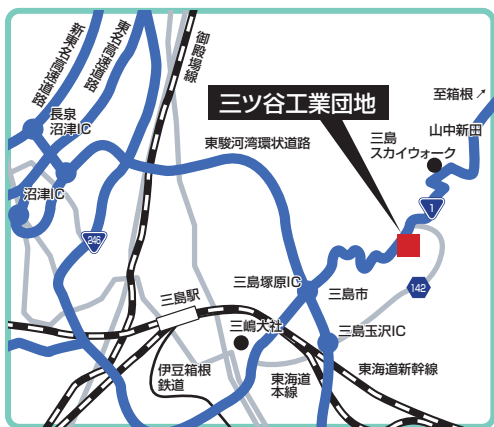 新東名高速道路
東名高速道路
御殿場線
至箱根↗
三ツ谷工業団地
山中新田
長泉
沼津IC
東駿河湾環状道路
三島
スカイウォーク
沼津IC
1
246
三島塚原IC
142
三島市
三島駅
三嶋大社
三島玉沢IC
伊豆箱根
鉄道
東海道
本線
東海道新幹線